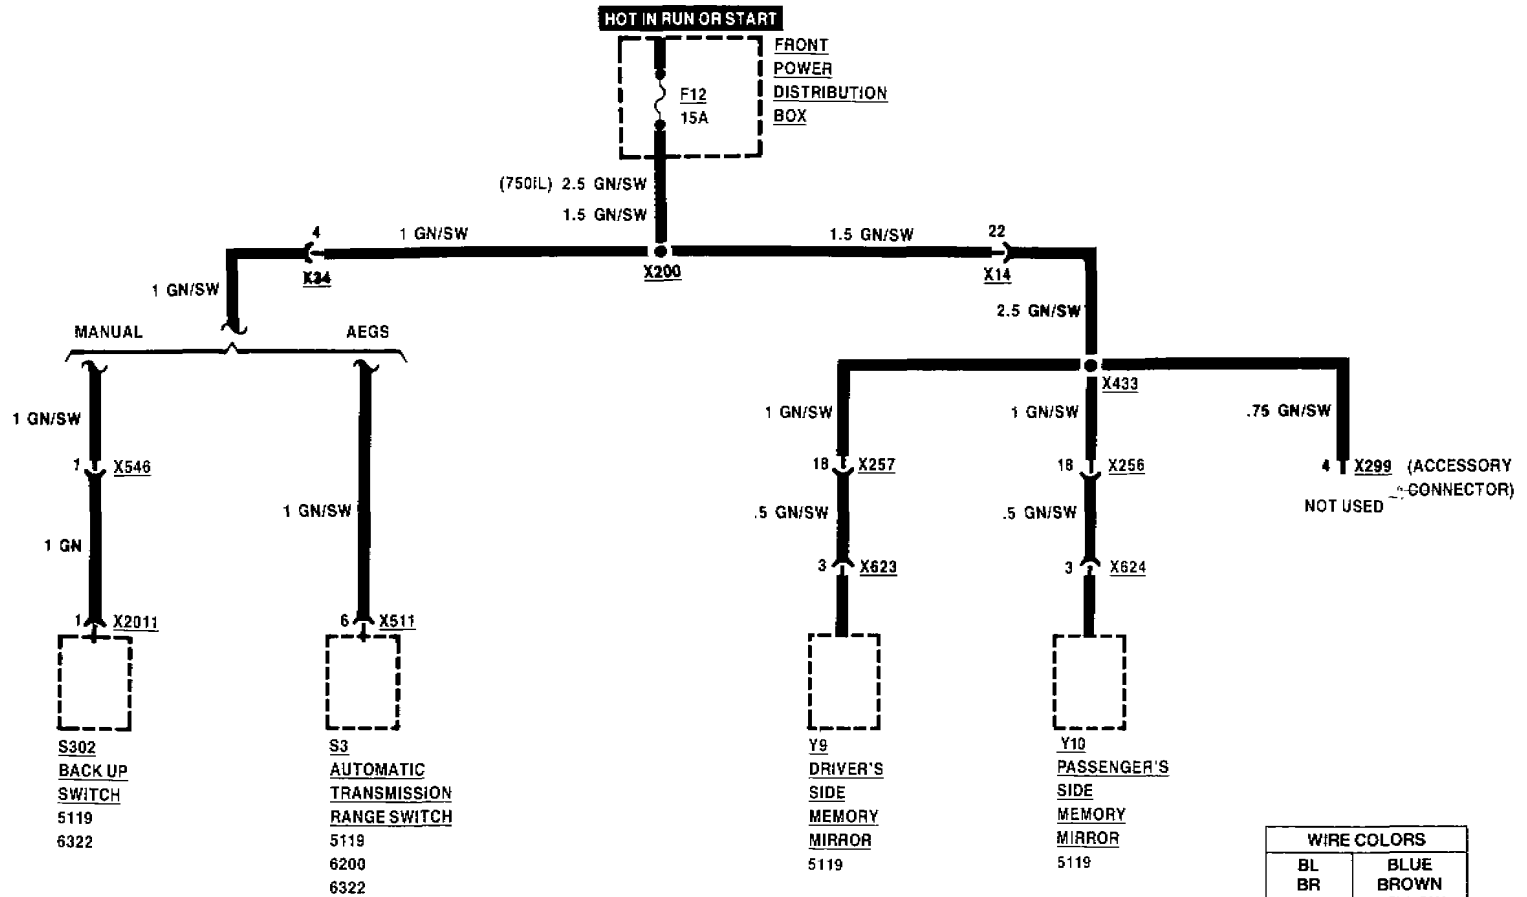 HOT IN RUN OR START
FRONT
POWER
DISTRIBUTION
BOX
F12
15A
(750iL) 2.5 GN/SW
1.5 GN/SW
4
1 GN/SW
X34
X200
1.5 GN/SW
22
X14
1 GN/SW
2.5 GN/SW
MANUAL
AEGS
X433
1 GN/SW
1 GN/SW
1 GN/SW
.75 GN/SW
1 X546
18 X257
18 X256
4 X299 (ACCESSORY
CONNECTOR)
NOT USED
1 GN/SW
.5 GN/SW
.5 GN/SW
1 GN
3 X623
3 X624
1 X2011
6 X511
S302
BACK UP
SWITCH
5119
6322
S3
AUTOMATIC
TRANSMISSION
RANGE SWITCH
5119
6200
6322
Y9
DRIVER'S
SIDE
MEMORY
MIRROR
5119
Y10
PASSENGER'S
SIDE
MEMORY
MIRROR
5119
WIRE COLORS
BL BLUE
BR BROWN